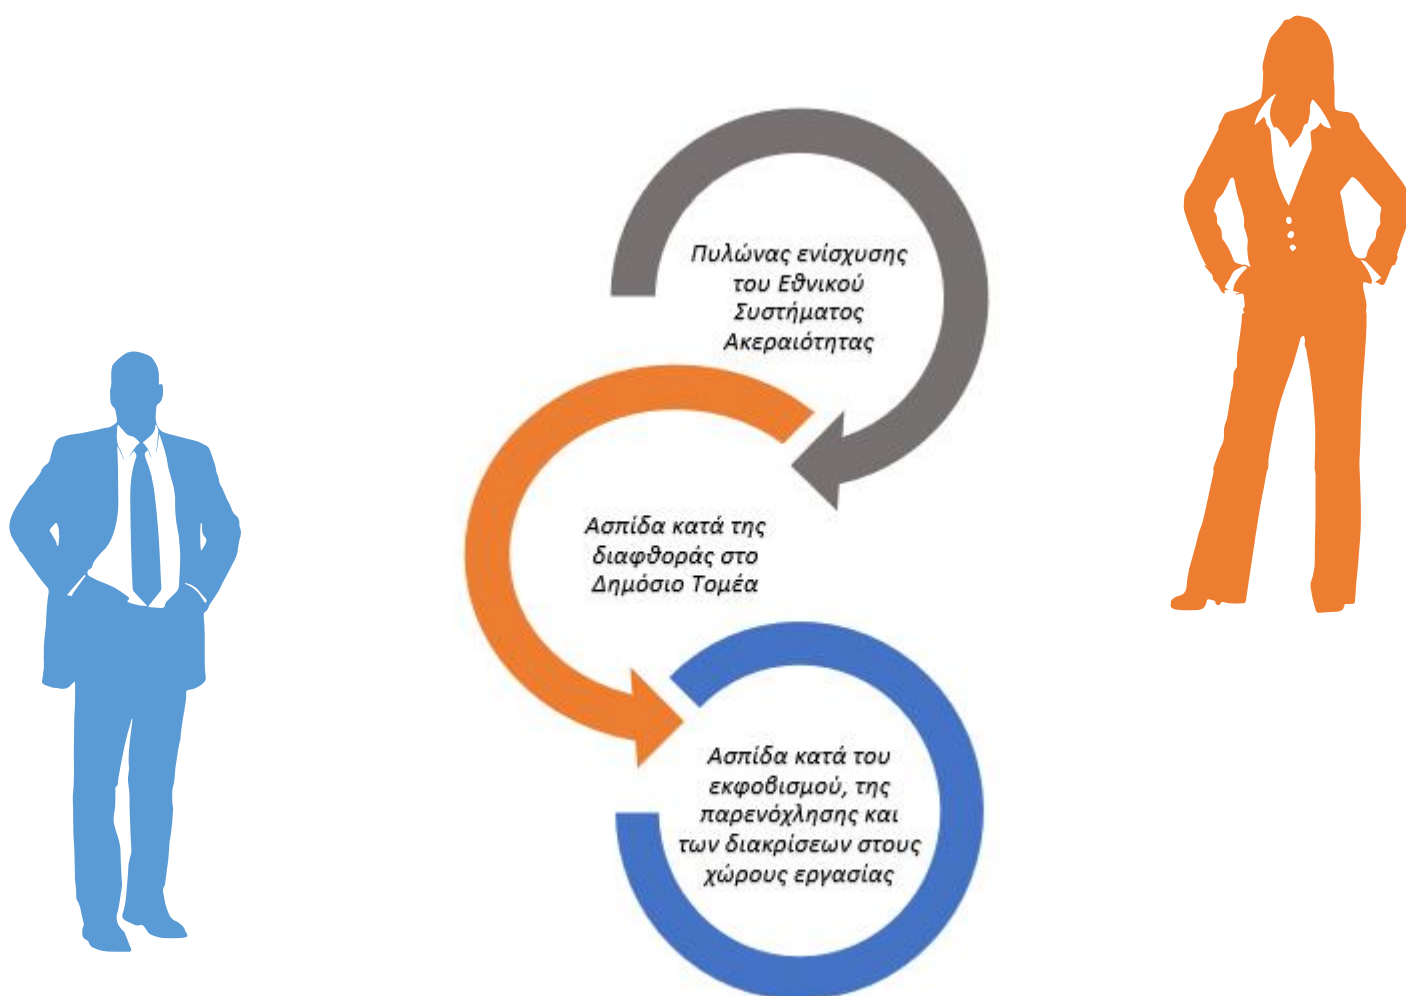 Πυλώνας ενίσχυσης
του Εθνικού
Συστήματος
Ακεραιότητας
Ασπίδα κατά της
διαφθοράς στο
Δημόσιο Τομέα
Ασπίδα κατά του
εκφοβισμού, της
παρενόχλησης και
των διακρίσεων στους
χώρους εργασίας